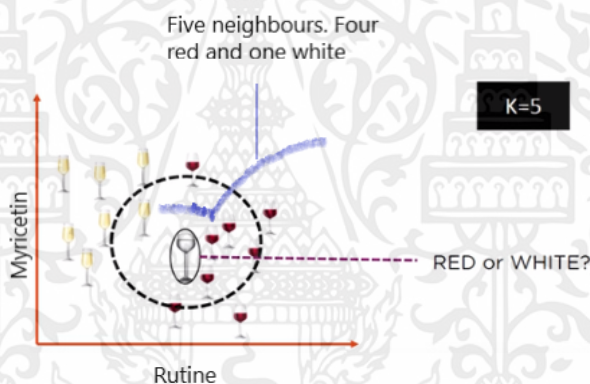 Five neighbours. Four
red and one white
K=5
Myricetin
RED or WHITE?
Rutine